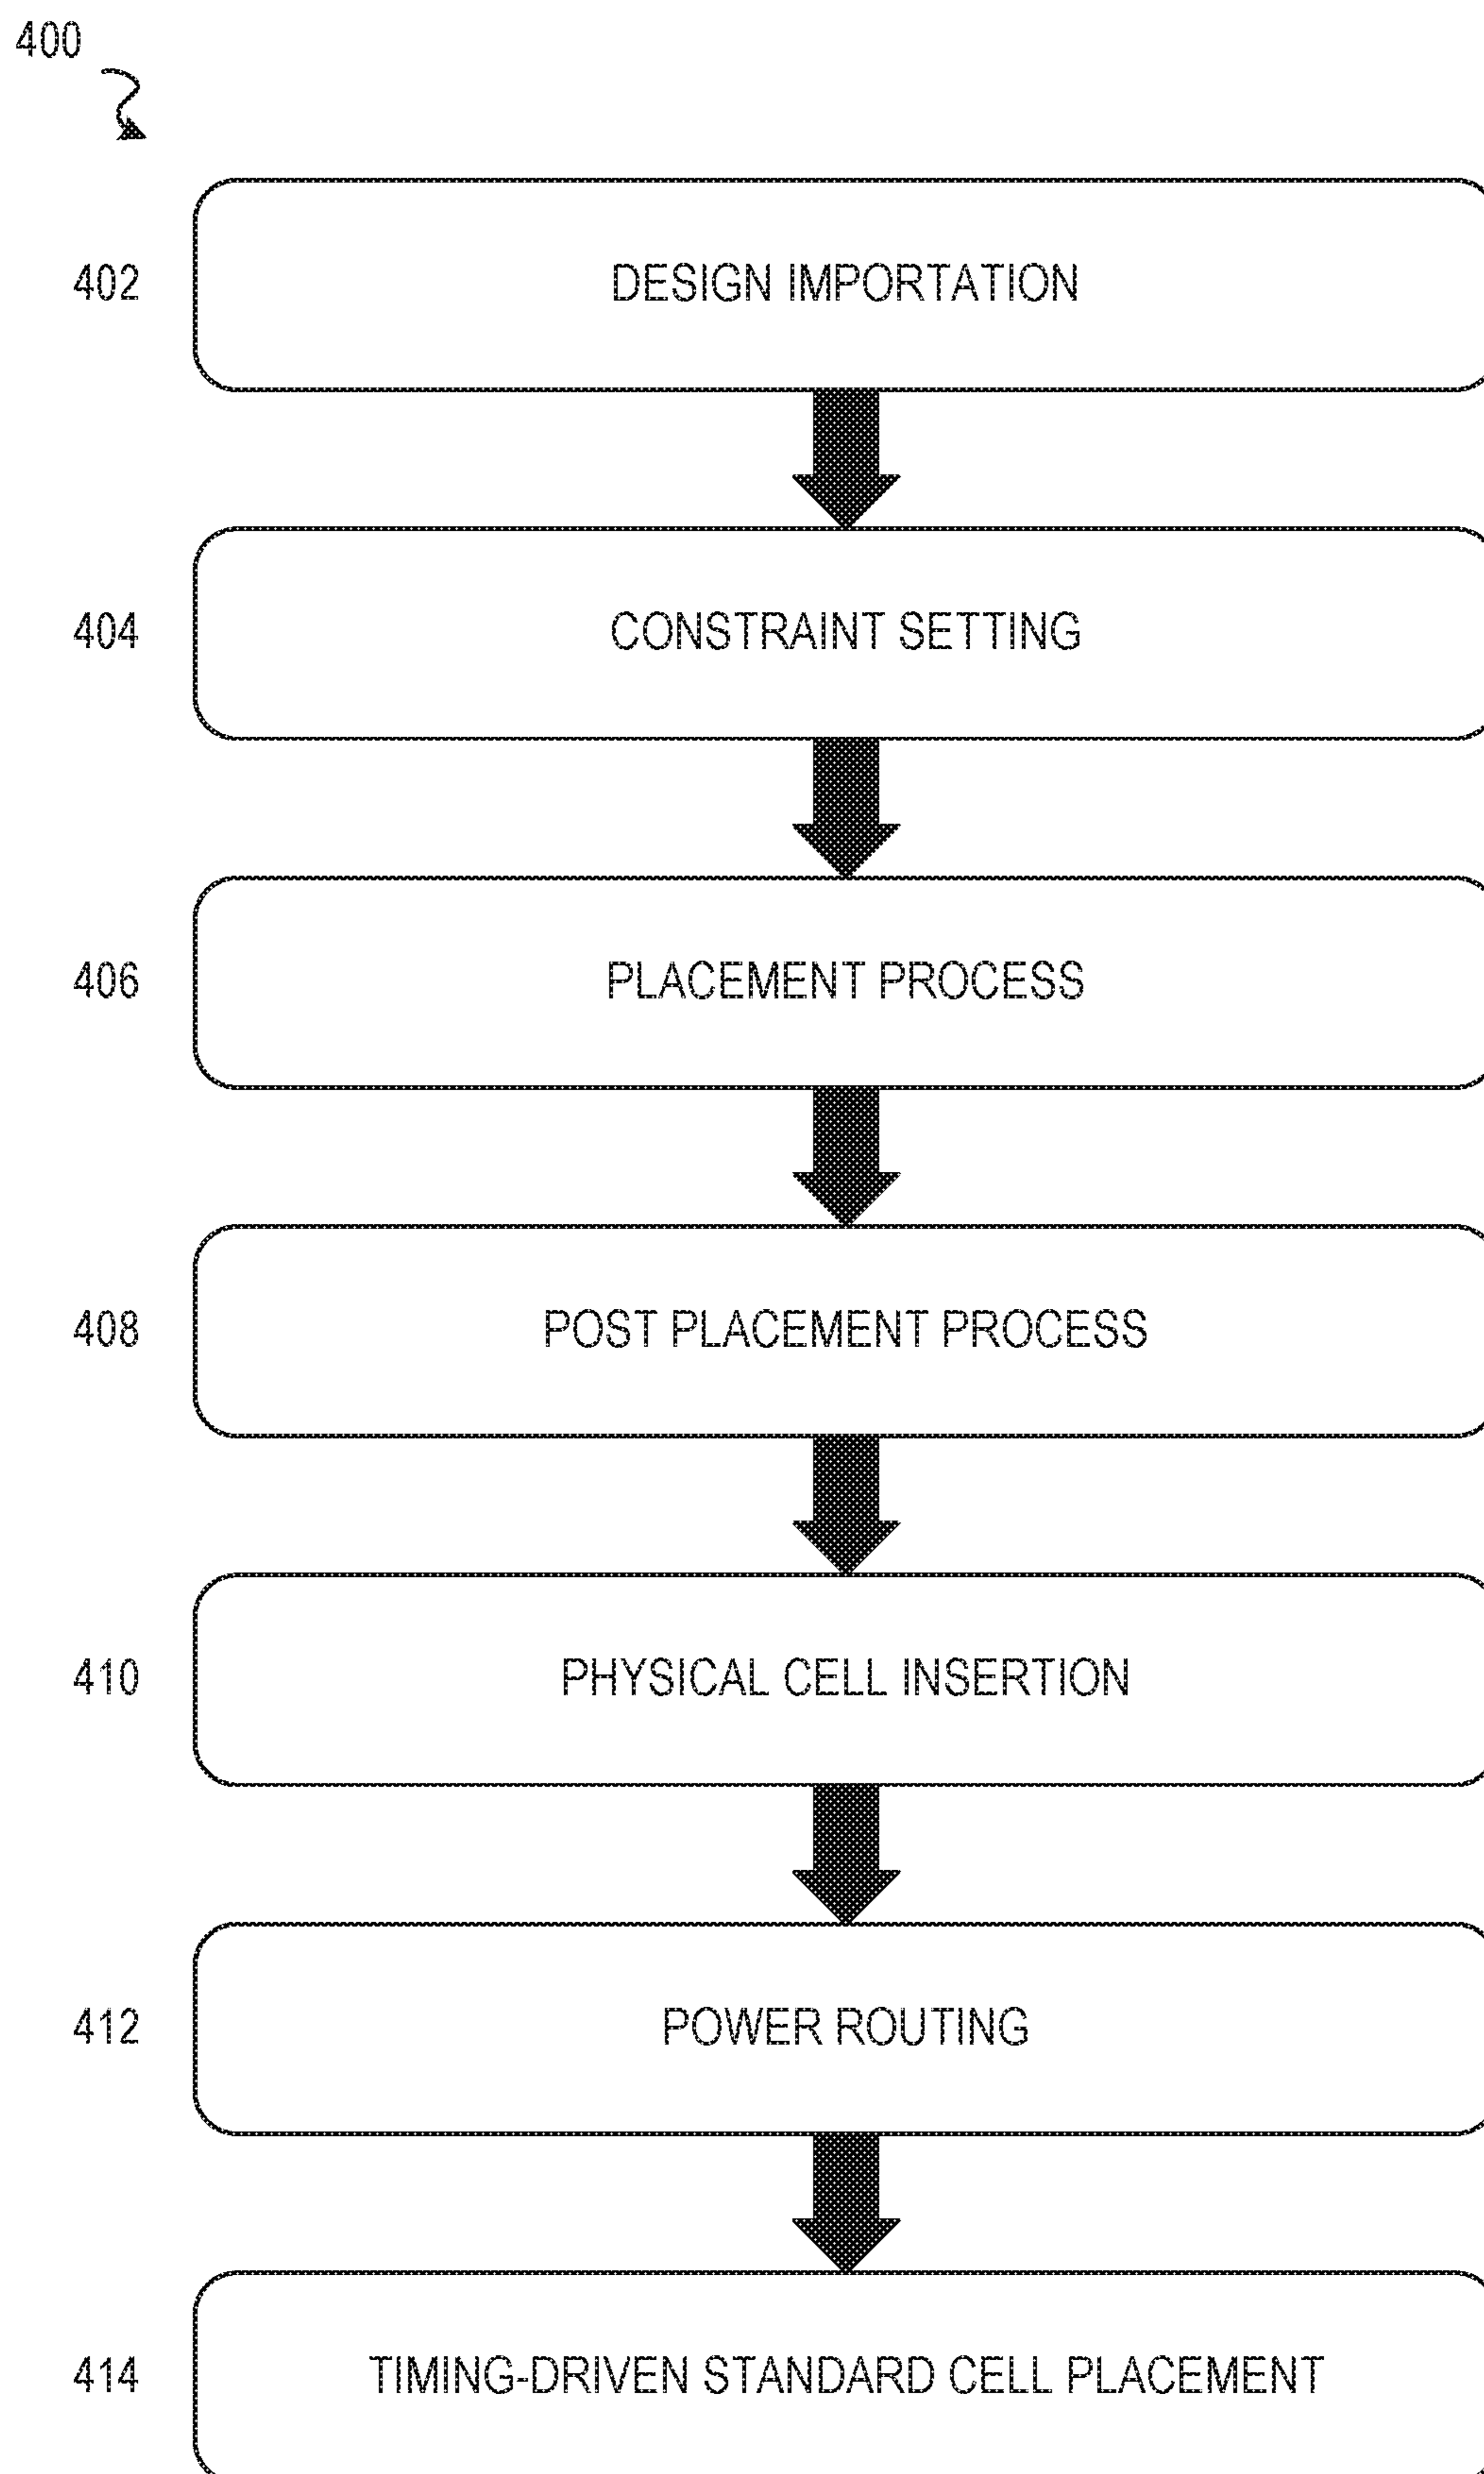 400
402 DESIGN IMPORTATION
404 CONSTRAINT SETTING
406 PLACEMENT PROCESS
408 POST PLACEMENT PROCESS
410 PHYSICAL CELL INSERTION
412 POWER ROUTING
414 TIMING-DRIVEN STANDARD CELL PLACEMENT